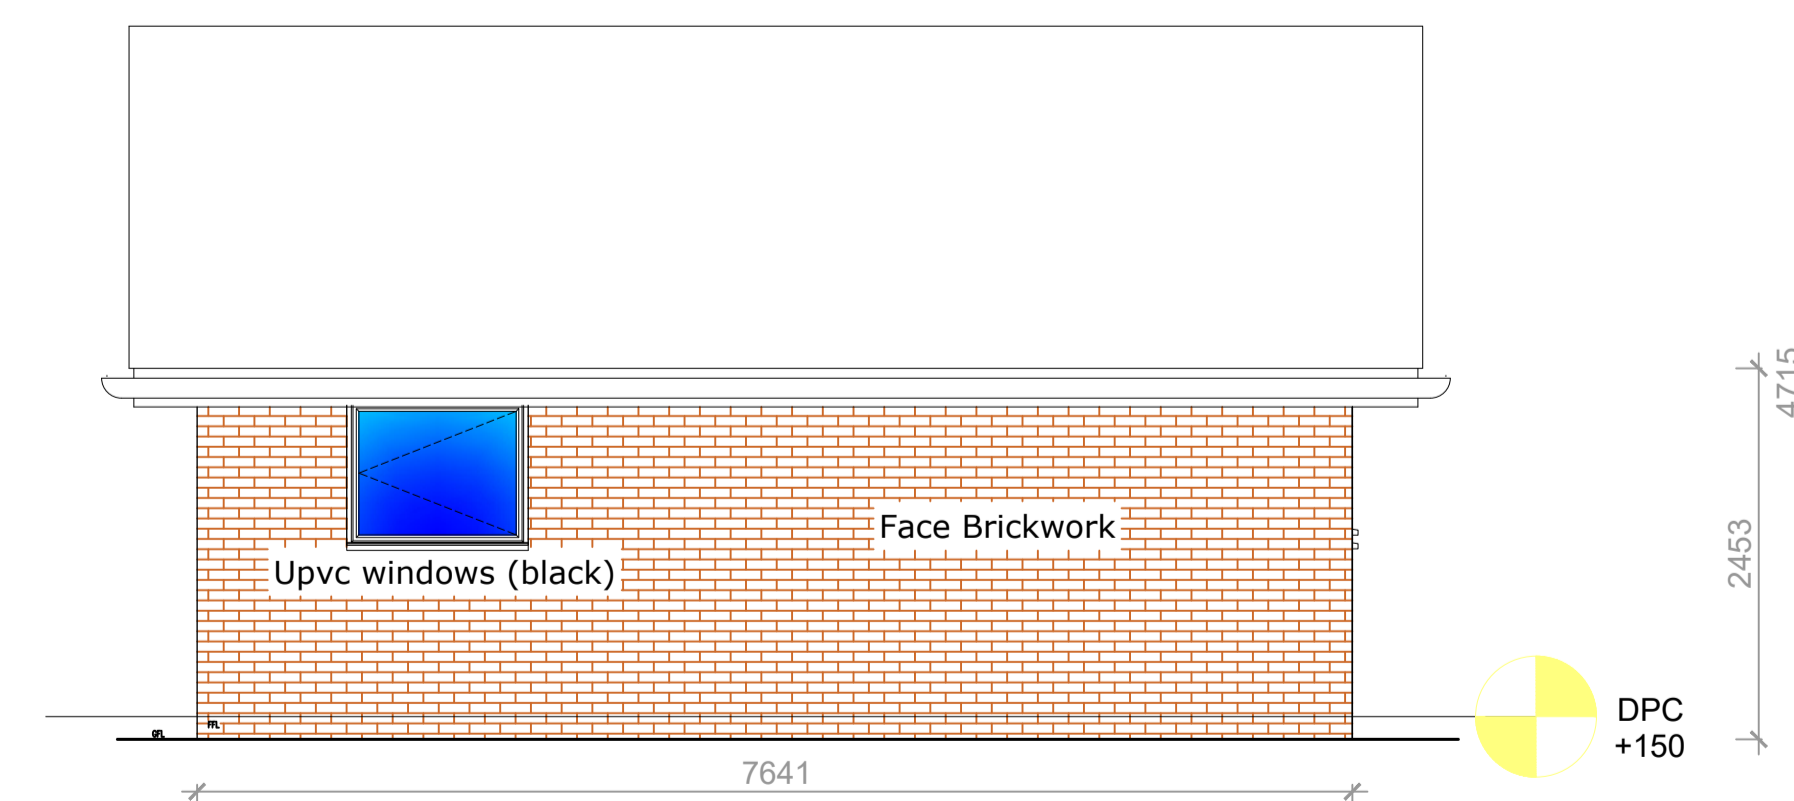 4715
2453
Face Brickwork
Upvc windows (black)
FFL
GFL
DPC
+150
7641